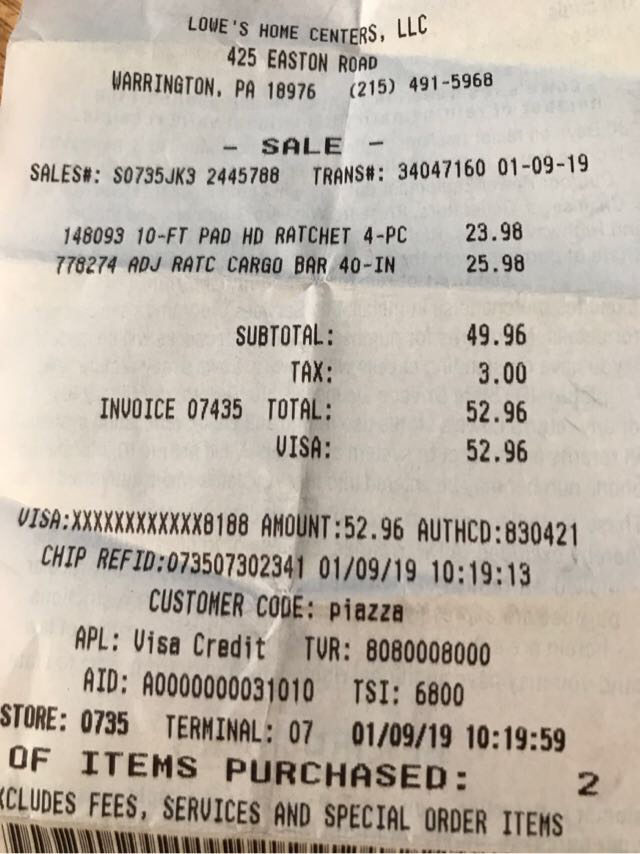 LOWE'S HOME CENTERS, LLC
425 EASTON ROAD
WARRINGTON, PA 18976 (215) 491-5968
- SALE -
SALES#: S0735JK3 2445788 TRANS#: 34047160 01-09-19
148093 10-FT PAD HD RATCHET 4-PC 23.98
778274 ADJ RATC CARGO BAR 40-IN 25.98
SUBTOTAL: 49.96
TAX: 3.00
INVOICE 07435 TOTAL: 52.96
VISA: 52.96
VISA:XXXXXXXXXXXX8188 AMOUNT:52.96 AUTHCD:830421
CHIP REFID:073507302341 01/09/19 10:19:13
CUSTOMER CODE: piazza
APL: Visa Credit TVR: 8080008000
AID: A0000000031010 TSI: 6800
STORE: 0735 TERMINAL: 07 01/09/19 10:19:59
OF ITEMS PURCHASED: 2
XCLUDES FEES, SERVICES AND SPECIAL ORDER ITEMS